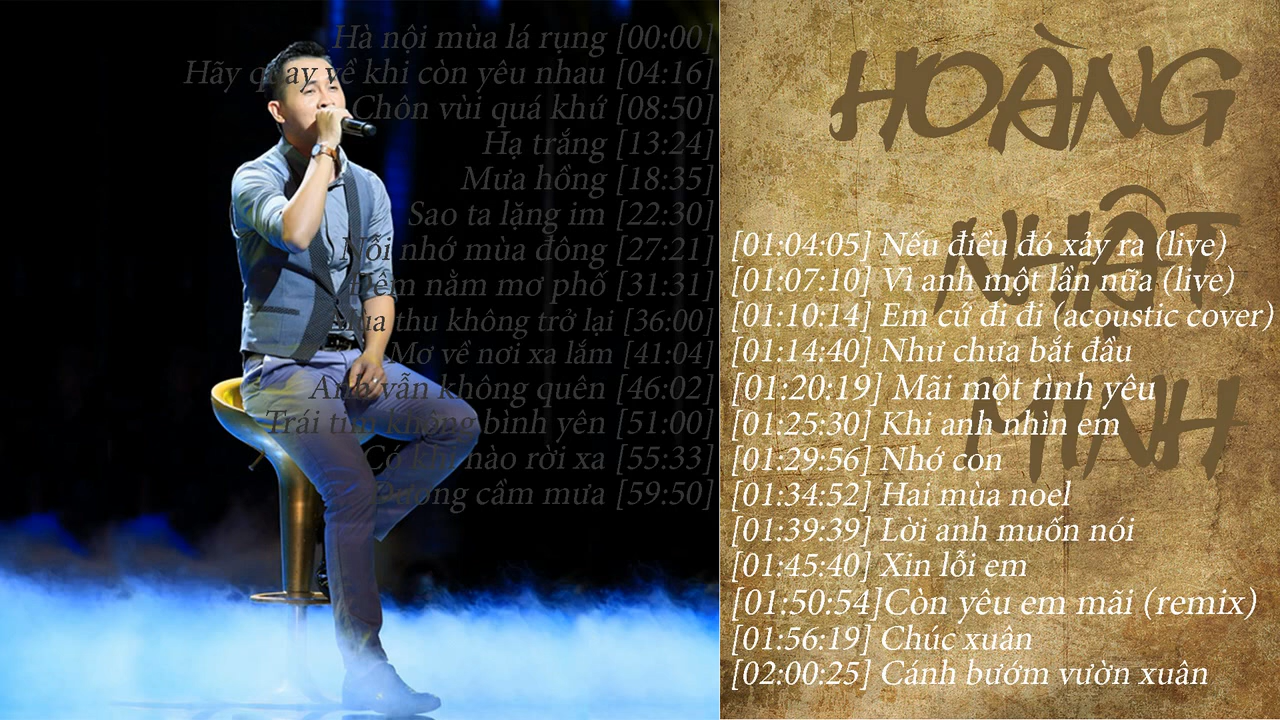 Hà nội mùa lá rụng [00:00]
Hãy quay về khi còn yêu nhau [04:16]
Chôn vùi quá khứ [08:50]
Hạ trắng [13:24]
Mưa hồng [18:35]
Sao ta lặng im [22:30]
Nỗi nhớ mùa đông [27:21]
Đêm nằm mơ phố [31:31]
Mùa thu không trở lại [36:00]
Mơ về nơi xa lắm [41:04]
Anh vẫn không quên [46:02]
Trái tim không bình yên [51:00]
Có khi nào rời xa [55:33]
Dương cầm mưa [59:50]
HOÀNG
NHẬT
MINH
[01:04:05] Nếu điều đó xảy ra (live)
[01:07:10] Vì anh một lần nữa (live)
[01:10:14] Em cứ đi đi (acoustic cover)
[01:14:40] Như chưa bắt đầu
[01:20:19] Mãi một tình yêu
[01:25:30] Khi anh nhìn em
[01:29:56] Nhớ con
[01:34:52] Hai mùa noel
[01:39:39] Lời anh muốn nói
[01:45:40] Xin lỗi em
[01:50:54]Còn yêu em mãi (remix)
[01:56:19] Chúc xuân
[02:00:25] Cánh bướm vườn xuân